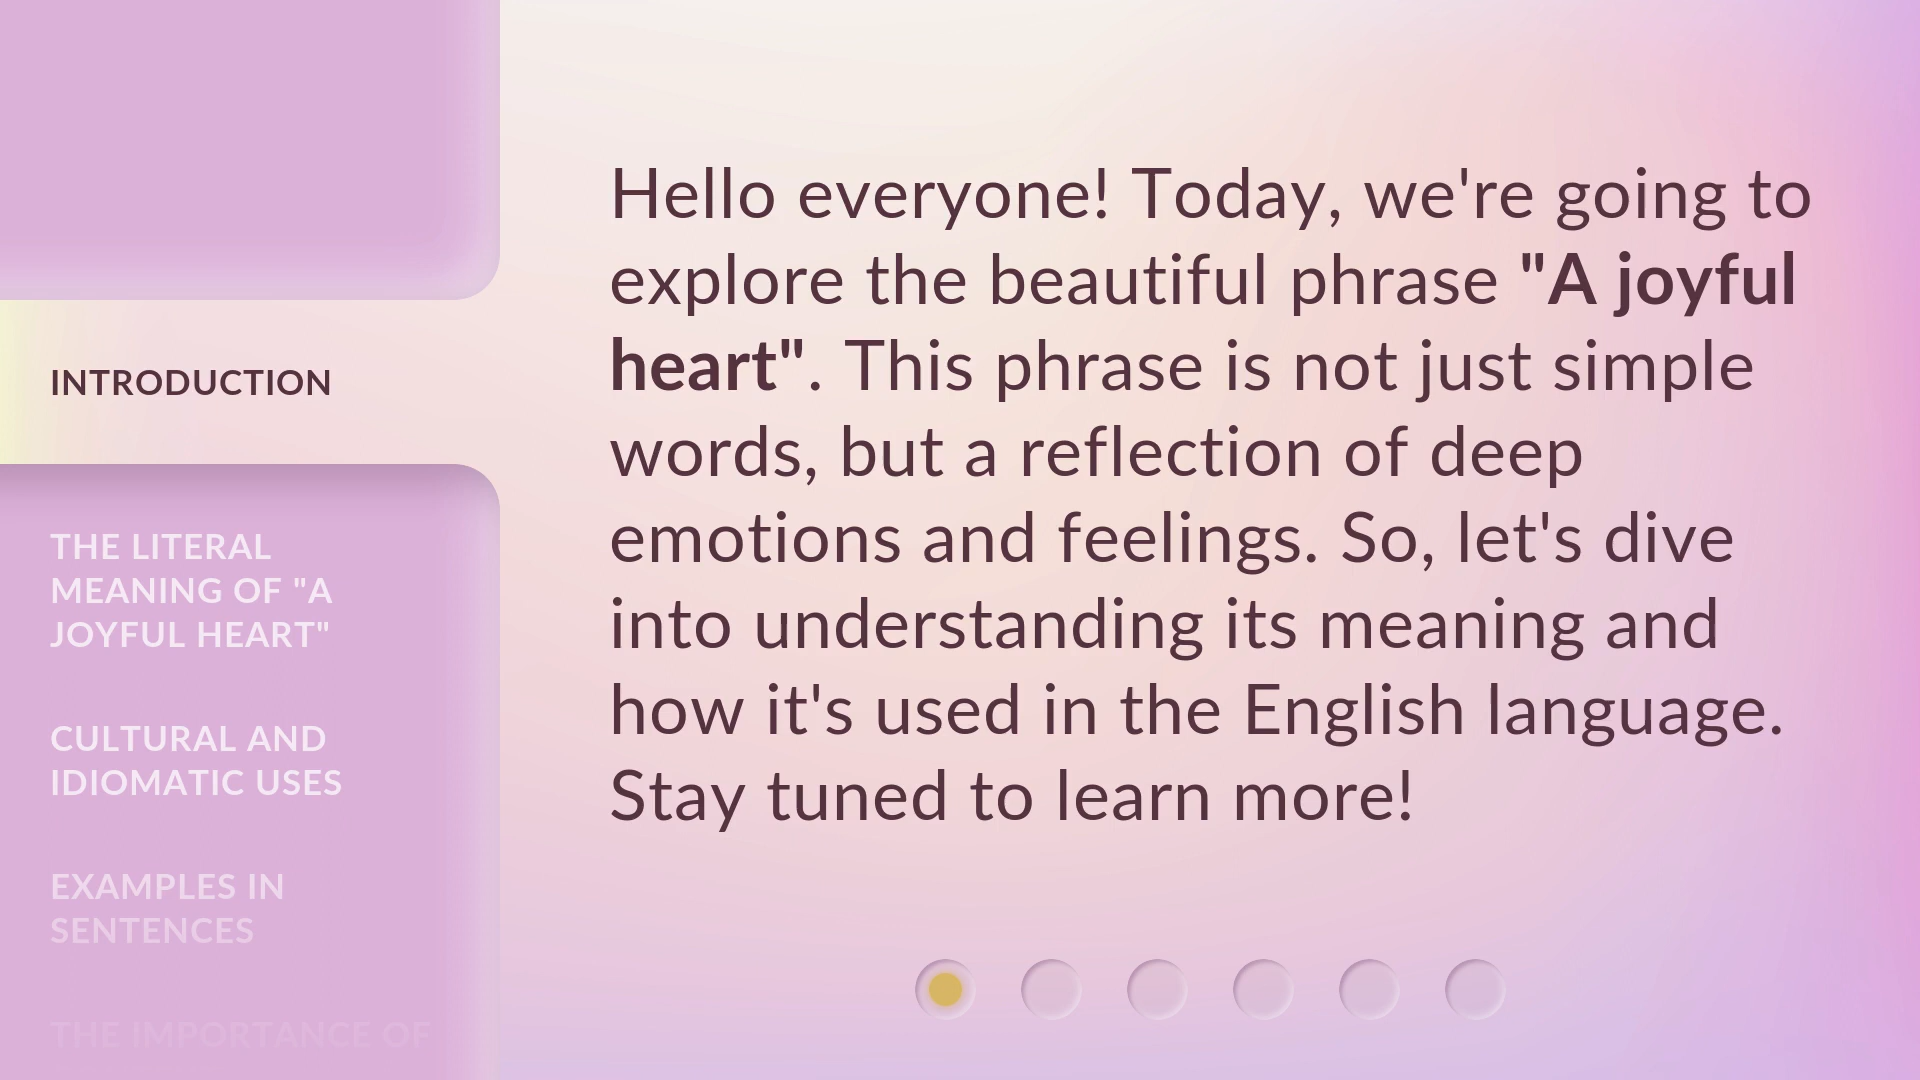 INTRODUCTION
THE LITERAL
MEANING OF "A
JOYFUL HEART"
CULTURAL AND
IDIOMATIC USES
EXAMPLES IN
SENTENCES
THE IMPORTANCE OF
Hello everyone! Today, we're going to
explore the beautiful phrase "A joyful
heart". This phrase is not just simple
words, but a reflection of deep
emotions and feelings. So, let's dive
into understanding its meaning and
how it's used in the English language.
Stay tuned to learn more!